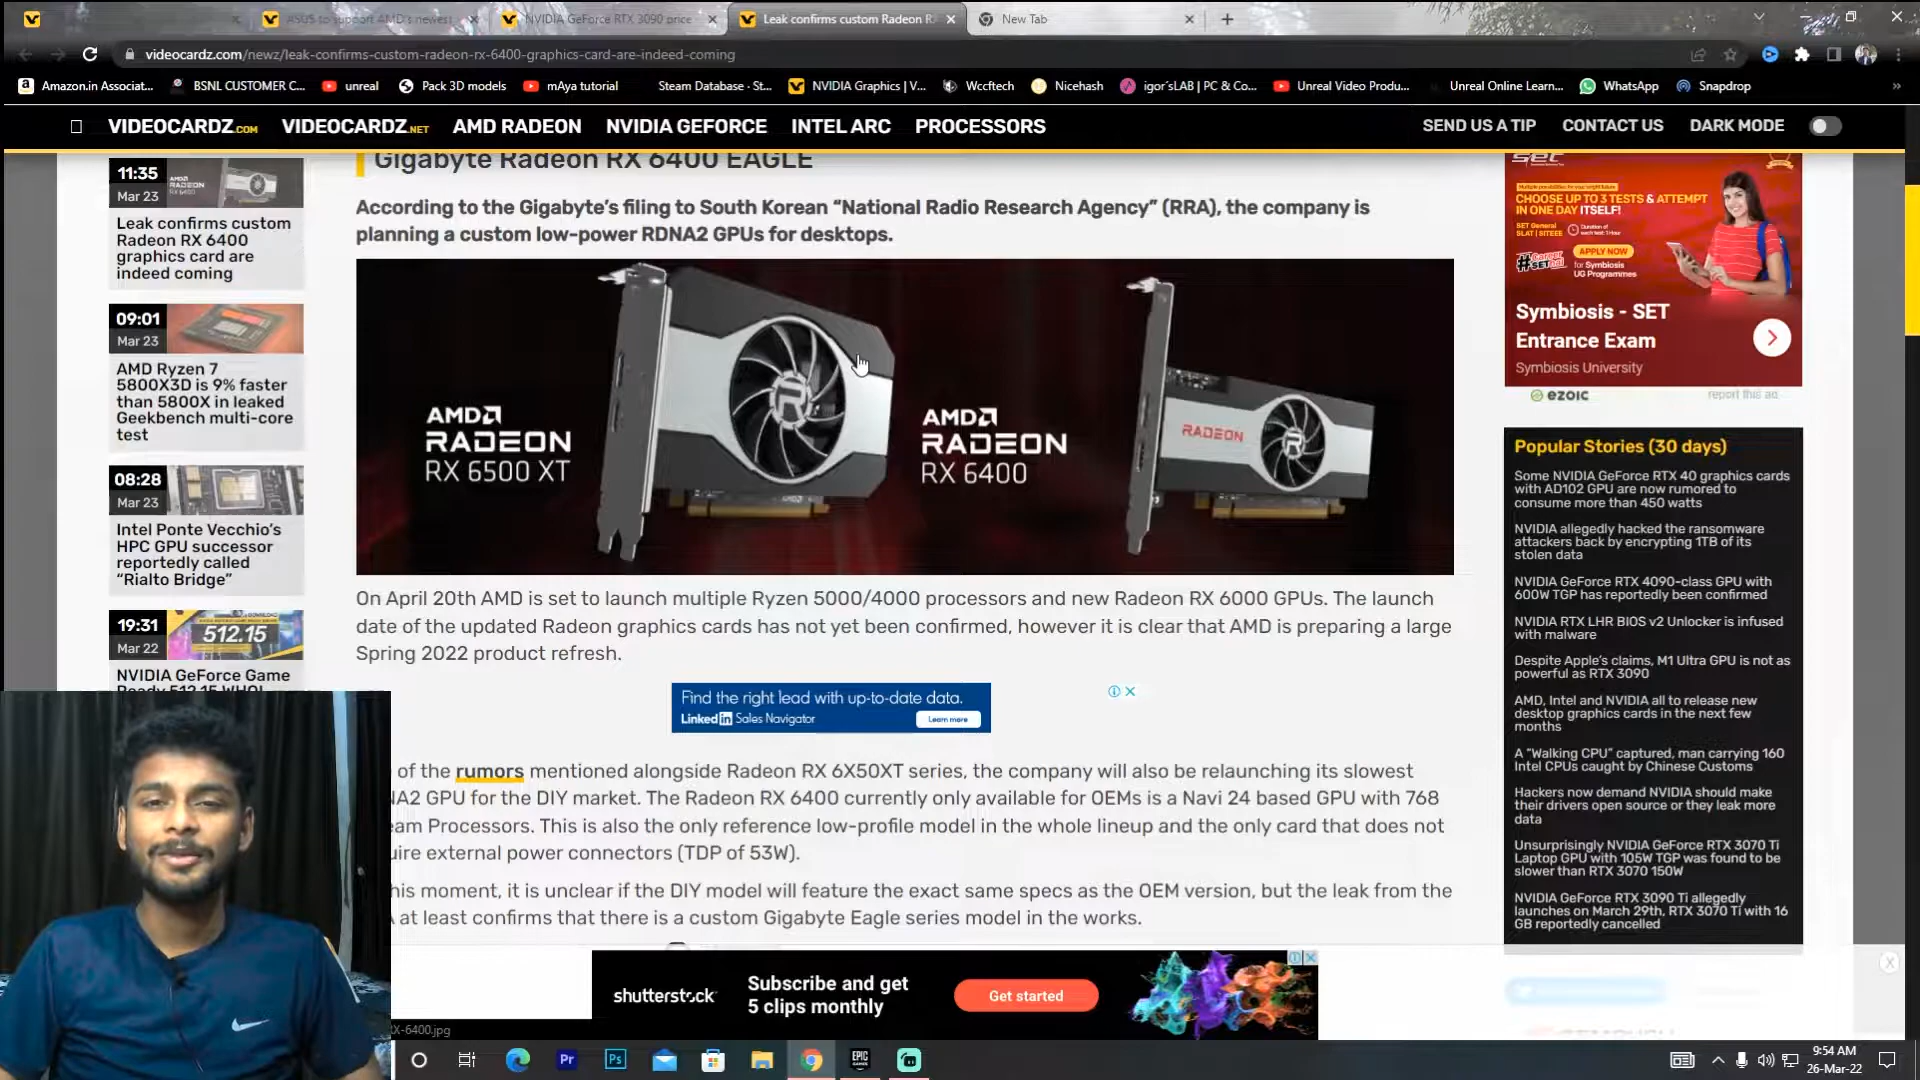 ASUS to support AMD's newest
NVIDIA GeForce RTX 3090 price
Leak confirms custom Radeon R
New Tab
videocardz.com/newz/leak-confirms-custom-radeon-rx-6400-graphics-card-are-indeed-coming
Amazon.in Associat...
BSNL CUSTOMER C...
unreal
Pack 3D models
mAya tutorial
Steam Database - St...
NVIDIA Graphics | V...
Wccftech
Nicehash
igor'sLAB | PC & Co...
Unreal Video Produ...
Unreal Online Learn...
WhatsApp
Snapdrop
VIDEOCARDZ.COM
VIDEOCARDZ.NET
AMD RADEON
NVIDIA GEFORCE
INTEL ARC
PROCESSORS
SEND US A TIP
CONTACT US
DARK MODE
11:35
Mar 23
Leak confirms custom
Radeon RX 6400
graphics card are
indeed coming
09:01
Mar 23
AMD Ryzen 7
5800X3D is 9% faster
than 5800X in leaked
Geekbench multi-core
test
08:28
Mar 23
Intel Ponte Vecchio's
HPC GPU successor
reportedly called
"Rialto Bridge"
19:31
Mar 22
512.15
NVIDIA GeForce Game
Ready 512.15 WHQL
Gigabyte Radeon RX 6400 EAGLE
According to the Gigabyte's filing to South Korean “National Radio Research Agency” (RRA), the company is
planning a custom low-power RDNA2 GPUs for desktops.
AMD
RADEON
RX 6500 XT
AMD
RADEON
RX 6400
RADEON
On April 20th AMD is set to launch multiple Ryzen 5000/4000 processors and new Radeon RX 6000 GPUs. The launch
date of the updated Radeon graphics cards has not yet been confirmed, however it is clear that AMD is preparing a large
Spring 2022 product refresh.
Find the right lead with up-to-date data.
LinkedIn Sales Navigator
Learn more
of the rumors mentioned alongside Radeon RX 6X50XT series, the company will also be relaunching its slowest
NA2 GPU for the DIY market. The Radeon RX 6400 currently only available for OEMs is a Navi 24 based GPU with 768
eam Processors. This is also the only reference low-profile model in the whole lineup and the only card that does not
uire external power connectors (TDP of 53W).
his moment, it is unclear if the DIY model will feature the exact same specs as the OEM version, but the leak from the
A at least confirms that there is a custom Gigabyte Eagle series model in the works.
SET
CHOOSE UP TO 3 TESTS & ATTEMPT
IN ONE DAY ITSELF!
SET General
SLAT | SITEEE
APPLY NOW
for Symbiosis
UG Programmes
Symbiosis - SET
Entrance Exam
Symbiosis University
ezoic
report this ad
Popular Stories (30 days)
Some NVIDIA GeForce RTX 40 graphics cards
with AD102 GPU are now rumored to
consume more than 450 watts
NVIDIA allegedly hacked the ransomware
attackers back by encrypting 1TB of its
stolen data
NVIDIA GeForce RTX 4090-class GPU with
600W TGP has reportedly been confirmed
NVIDIA RTX LHR BIOS v2 Unlocker is infused
with malware
Despite Apple's claims, M1 Ultra GPU is not as
powerful as RTX 3090
AMD, Intel and NVIDIA all to release new
desktop graphics cards in the next few
months
A "Walking CPU" captured, man carrying 160
Intel CPUs caught by Chinese Customs
Hackers now demand NVIDIA should make
their drivers open source or they leak more
data
Unsurprisingly NVIDIA GeForce RTX 3070 Ti
Laptop GPU with 105W TGP was found to be
slower than RTX 3070 150W
NVIDIA GeForce RTX 3090 Ti allegedly
launches on March 29th, RTX 3070 Ti with 16
GB reportedly cancelled
shutterstock
Subscribe and get
5 clips monthly
Get started
X-6400.jpg
Pr
Ps
EPIC
GAMES
9:54 AM
26-Mar-22